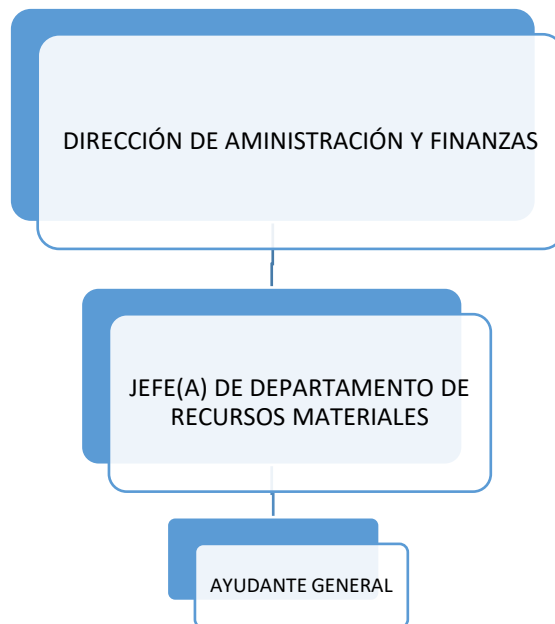 DIRECCIÓN DE AMINISTRACIÓN Y FINANZAS
JEFE(A) DE DEPARTAMENTO DE
RECURSOS MATERIALES
AYUDANTE GENERAL